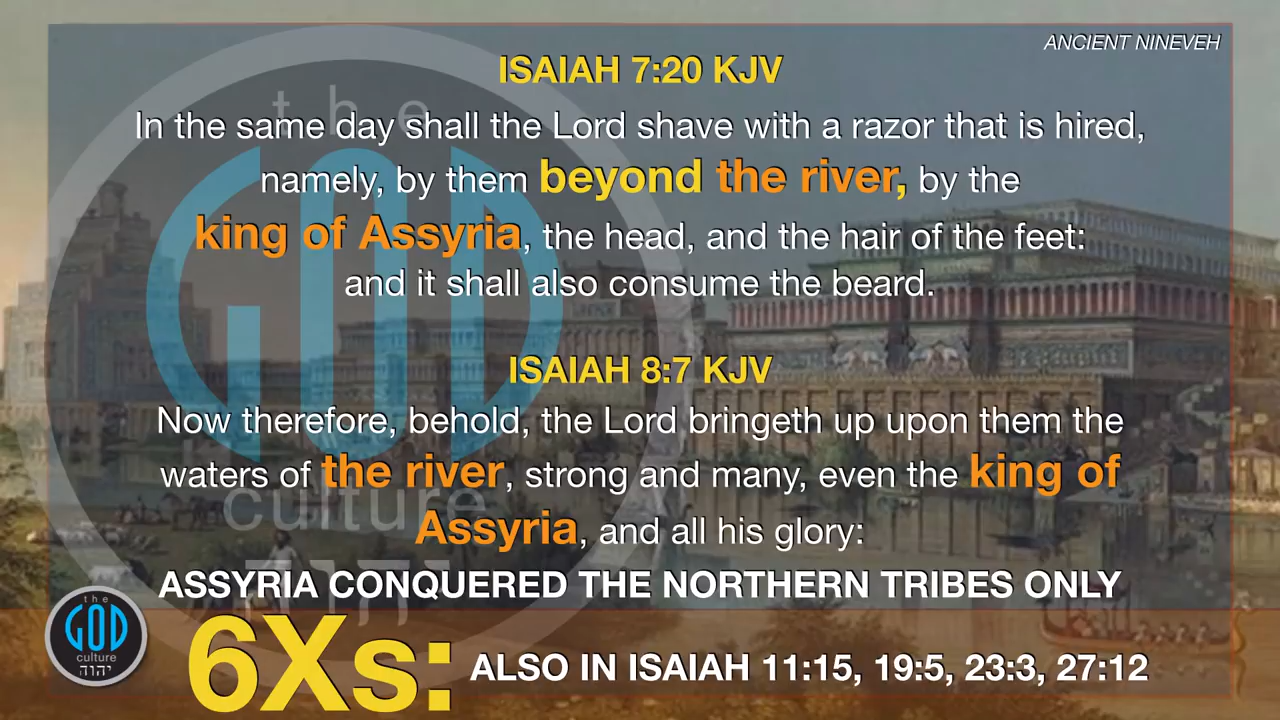 ANCIENT NINEVEH
ISAIAH 7:20 KJV
In the same day shall the Lord shave with a razor that is hired,
namely, by them beyond the river, by the
king of Assyria, the head, and the hair of the feet:
and it shall also consume the beard.
ISAIAH 8:7 KJV
Now therefore, behold, the Lord bringeth up upon them the
waters of the river, strong and many, even the king of
Assyria, and all his glory:
ASSYRIA CONQUERED THE NORTHERN TRIBES ONLY
6Xs: ALSO IN ISAIAH 11:15, 19:5, 23:3, 27:12
the
GOD
culture
יהוה
the
GOD
culture
יהוה